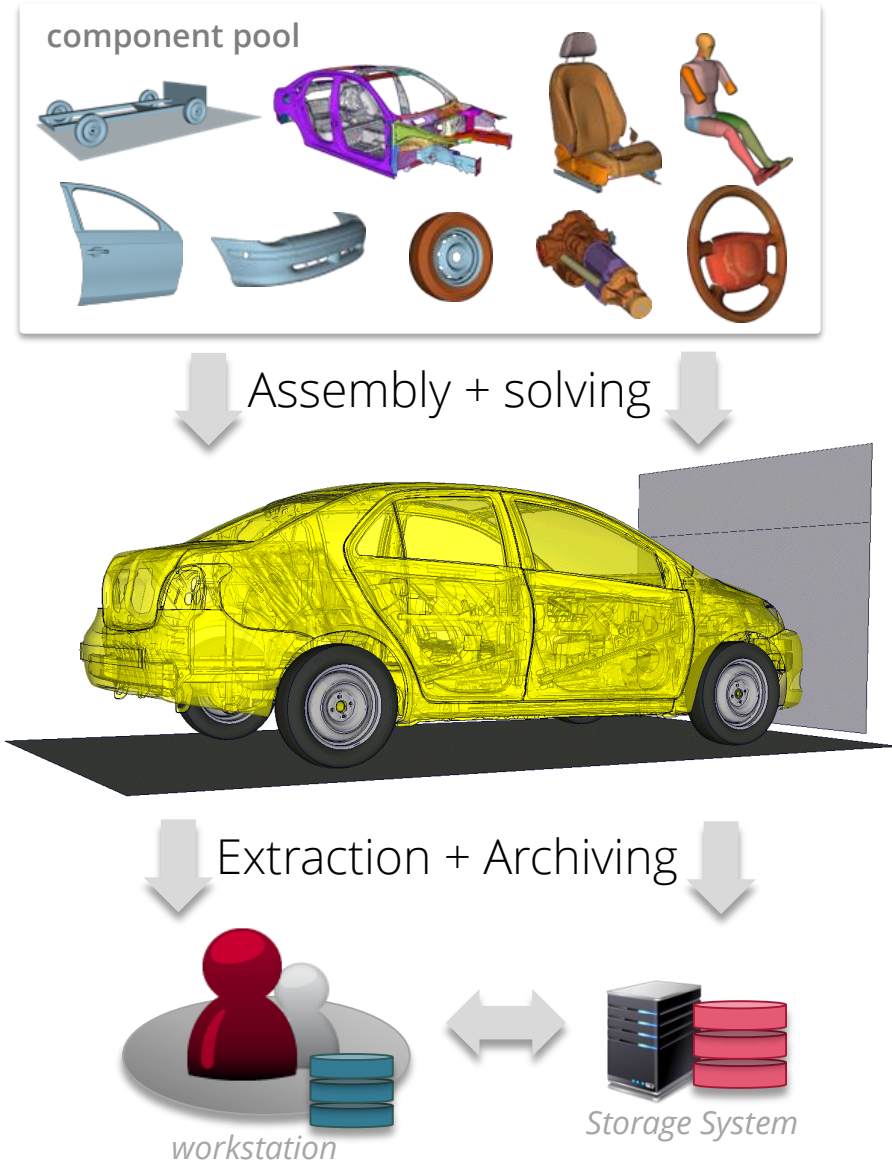 component pool
Assembly + solving
Extraction + Archiving
workstation
Storage System